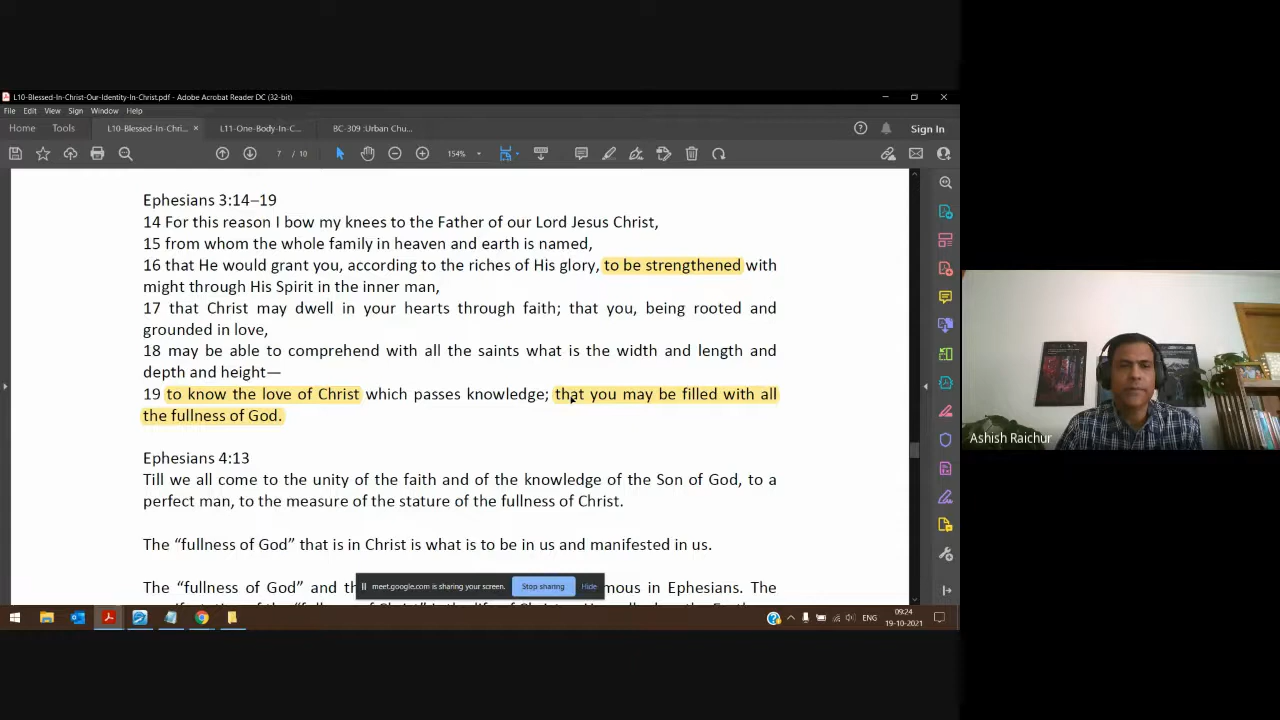 L10-Blessed-In-Christ-Our-Identity-In-Christ.pdf - Adobe Acrobat Reader DC (32-bit)
File Edit View Sign Window Help
Home Tools L10-Blessed-In-Chri... × L11-One-Body-In-C... BC-309 :Urban Chu... Sign In
7 / 10 154%
Ephesians 3:14–19
14 For this reason I bow my knees to the Father of our Lord Jesus Christ,
15 from whom the whole family in heaven and earth is named,
16 that He would grant you, according to the riches of His glory, to be strengthened with
might through His Spirit in the inner man,
17 that Christ may dwell in your hearts through faith; that you, being rooted and
grounded in love,
18 may be able to comprehend with all the saints what is the width and length and
depth and height—
19 to know the love of Christ which passes knowledge; that you may be filled with all
the fullness of God.
Ashish Raichur
Ephesians 4:13
Till we all come to the unity of the faith and of the knowledge of the Son of God, to a
perfect man, to the measure of the stature of the fullness of Christ.
The “fullness of God” that is in Christ is what is to be in us and manifested in us.
The “fullness of God” and in Ephesians. The
meet.google.com is sharing your screen. Stop sharing Hide
ENG 09:24
19-10-2021